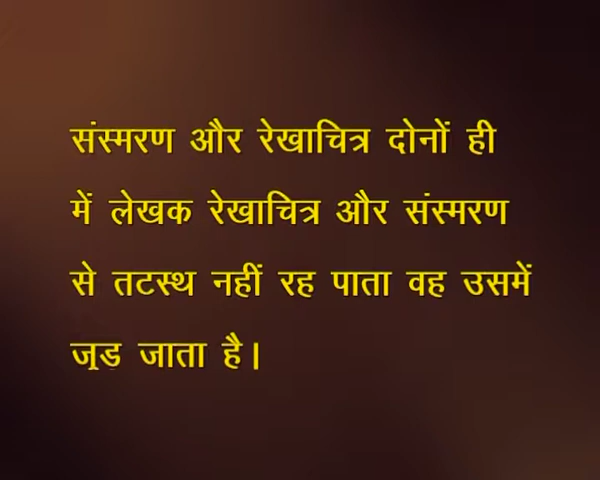 संस्मरण और रेखाचित्र दोनों ही
में लेखक रेखाचित्र और संस्मरण
से तटस्थ नहीं रह पाता वह उसमें
जुड़ जाता है।